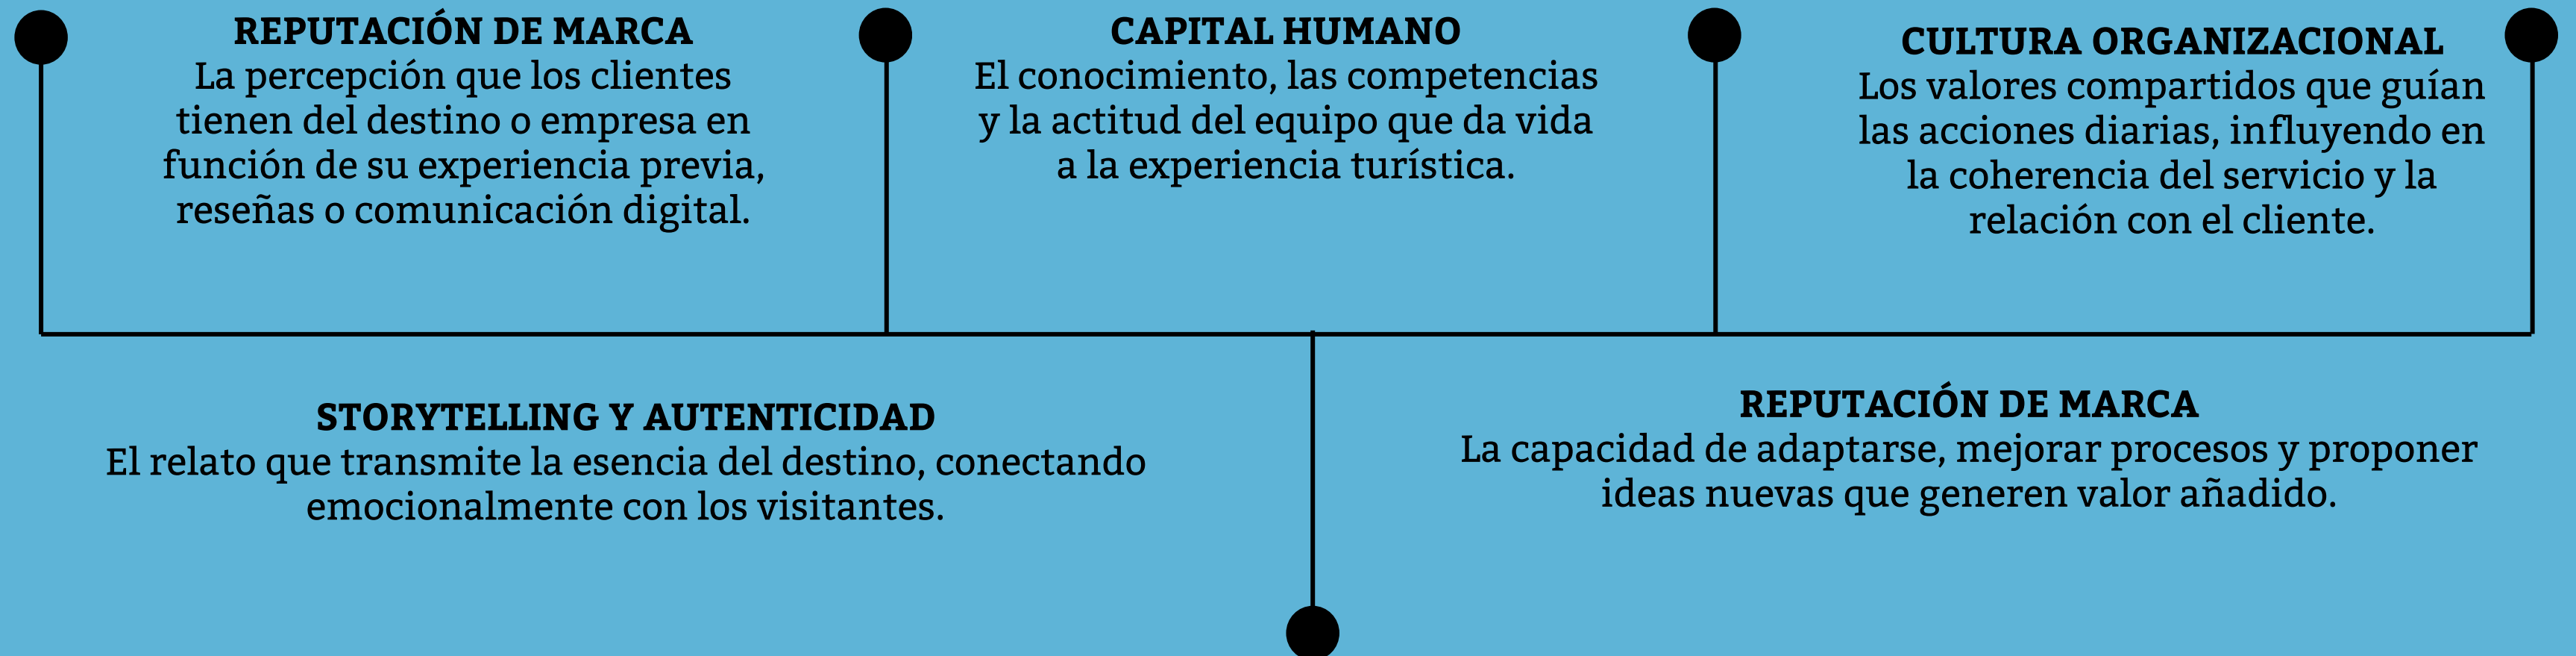 REPUTACIÓN DE MARCA
La percepción que los clientes
tienen del destino o empresa en
función de su experiencia previa,
reseñas o comunicación digital.
CAPITAL HUMANO
El conocimiento, las competencias
y la actitud del equipo que da vida
a la experiencia turística.
CULTURA ORGANIZACIONAL
Los valores compartidos que guían
las acciones diarias, influyendo en
la coherencia del servicio y la
relación con el cliente.
STORYTELLING Y AUTENTICIDAD
El relato que transmite la esencia del destino, conectando
emocionalmente con los visitantes.
REPUTACIÓN DE MARCA
La capacidad de adaptarse, mejorar procesos y proponer
ideas nuevas que generen valor añadido.